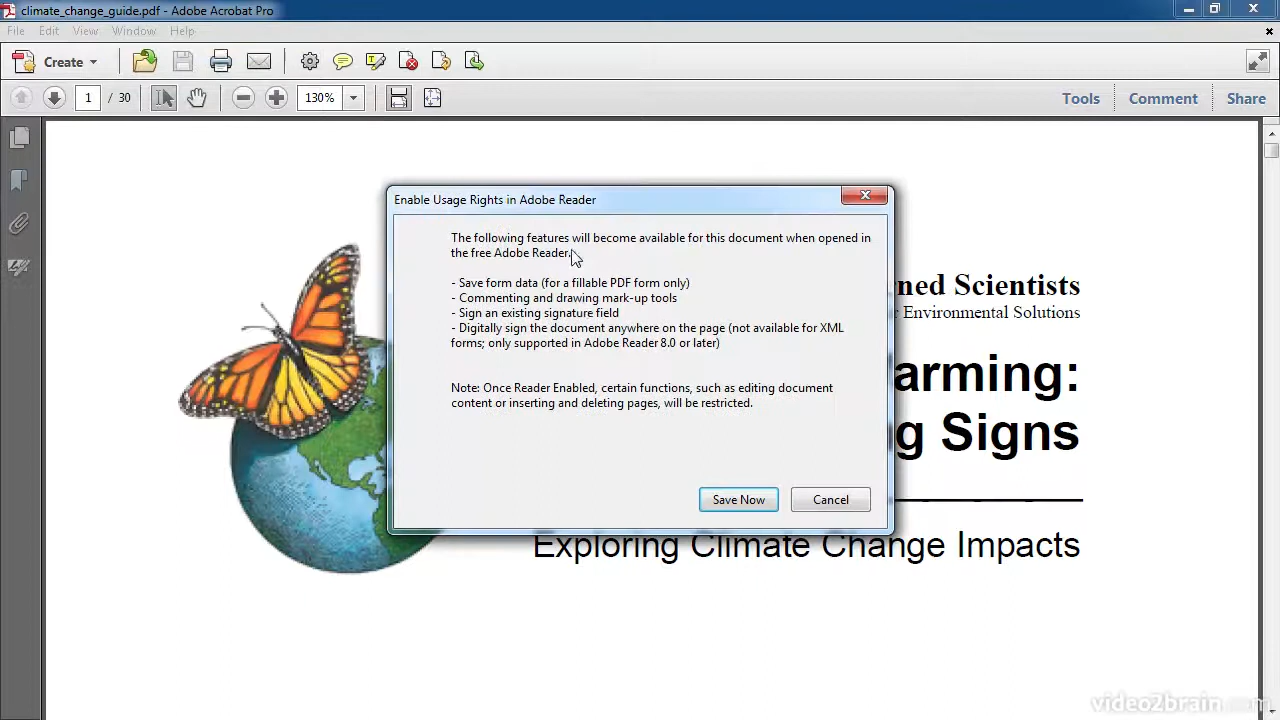 climate_change_guide.pdf - Adobe Acrobat Pro
File Edit View Window Help
Create
1 / 30 130% Tools Comment Share
Enable Usage Rights in Adobe Reader
The following features will become available for this document when opened in
the free Adobe Reader.
- Save form data (for a fillable PDF form only)
- Commenting and drawing mark-up tools
- Sign an existing signature field
- Digitally sign the document anywhere on the page (not available for XML
forms; only supported in Adobe Reader 8.0 or later)
Note: Once Reader Enabled, certain functions, such as editing document
content or inserting and deleting pages, will be restricted.
Save Now Cancel
ned Scientists
Environmental Solutions
arming:
g Signs
Exploring Climate Change Impacts
video2brain.com